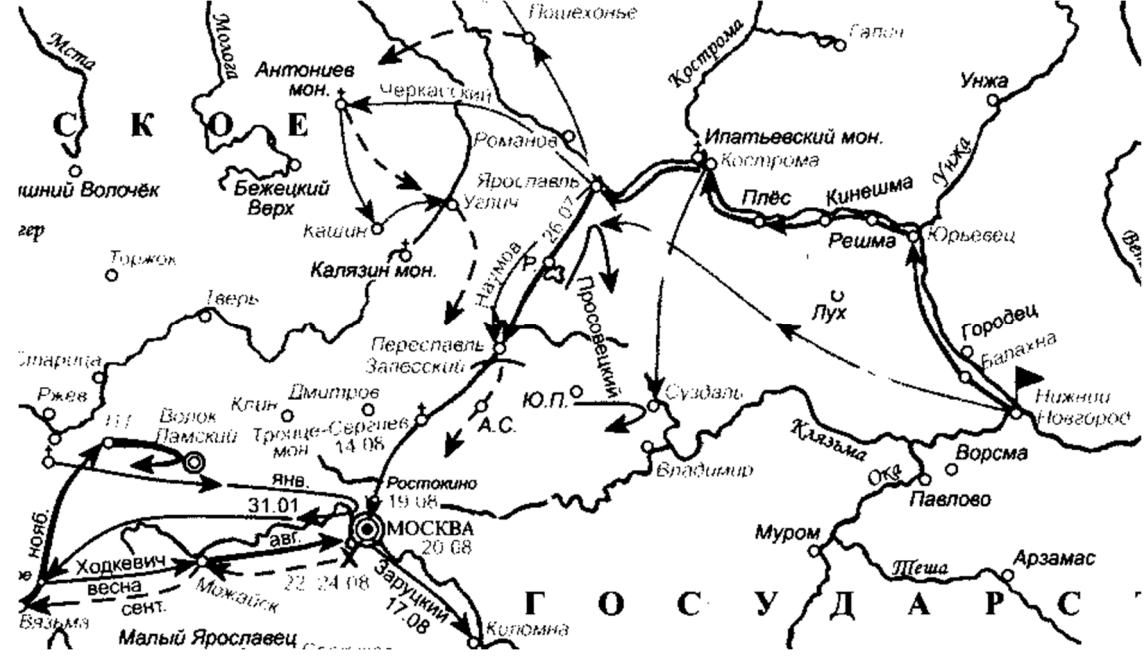 Пошехонье
Галич
Мста
Молога
Кострома
Антониев
мон.
Черкасский
Унжа
С К О Е
Романов
Ипатьевский мон.
Кострома
Унжа
Бежецкий
Верх
Ярославль
Углич
Плёс
Кинешма
Решма
Юрьевец
Кашин
26.07
Калязин мон.
Наумов
Р.
Просовецкий
Торжок
Тверь
Лух
Городец
Балахна
Переславль
Залесский
Ржев
Дмитров
Клин
Ю.П.
Суздаль
Нижний
Новгород
А.С.
Волок
Ламский
Троице-Сергиев
мон.
14.08
Клязьма
Владимир
Ока
Ворсма
Павлово
янв.
Ростокино
19.08
31.01
МОСКВА
20.08
авг.
нояб.
Ходкевич
весна
сент.
Муром
Тёша
Арзамас
22-24.08
Можайск
Заруцкий
17.08
Вязьма
Г О С У Д А Р С Т
Малый Ярославец
Коломна